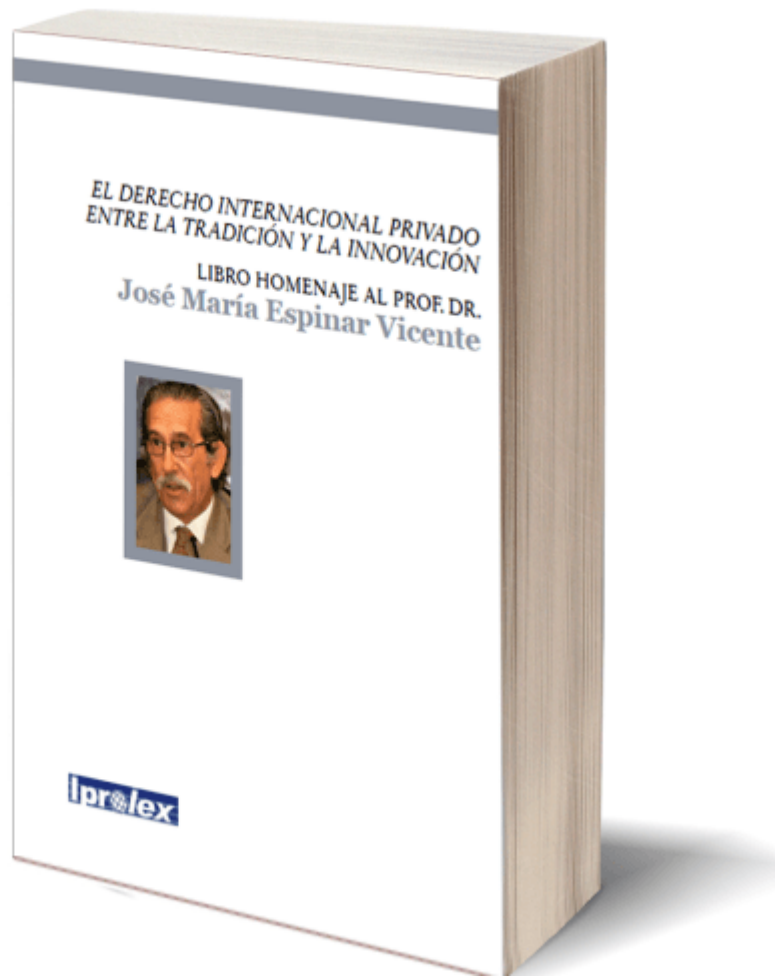 EL DERECHO INTERNACIONAL PRIVADO
ENTRE LA TRADICIÓN Y LA INNOVACIÓN
LIBRO HOMENAJE AL PROF. DR.
José María Espinar Vicente
Iprolex